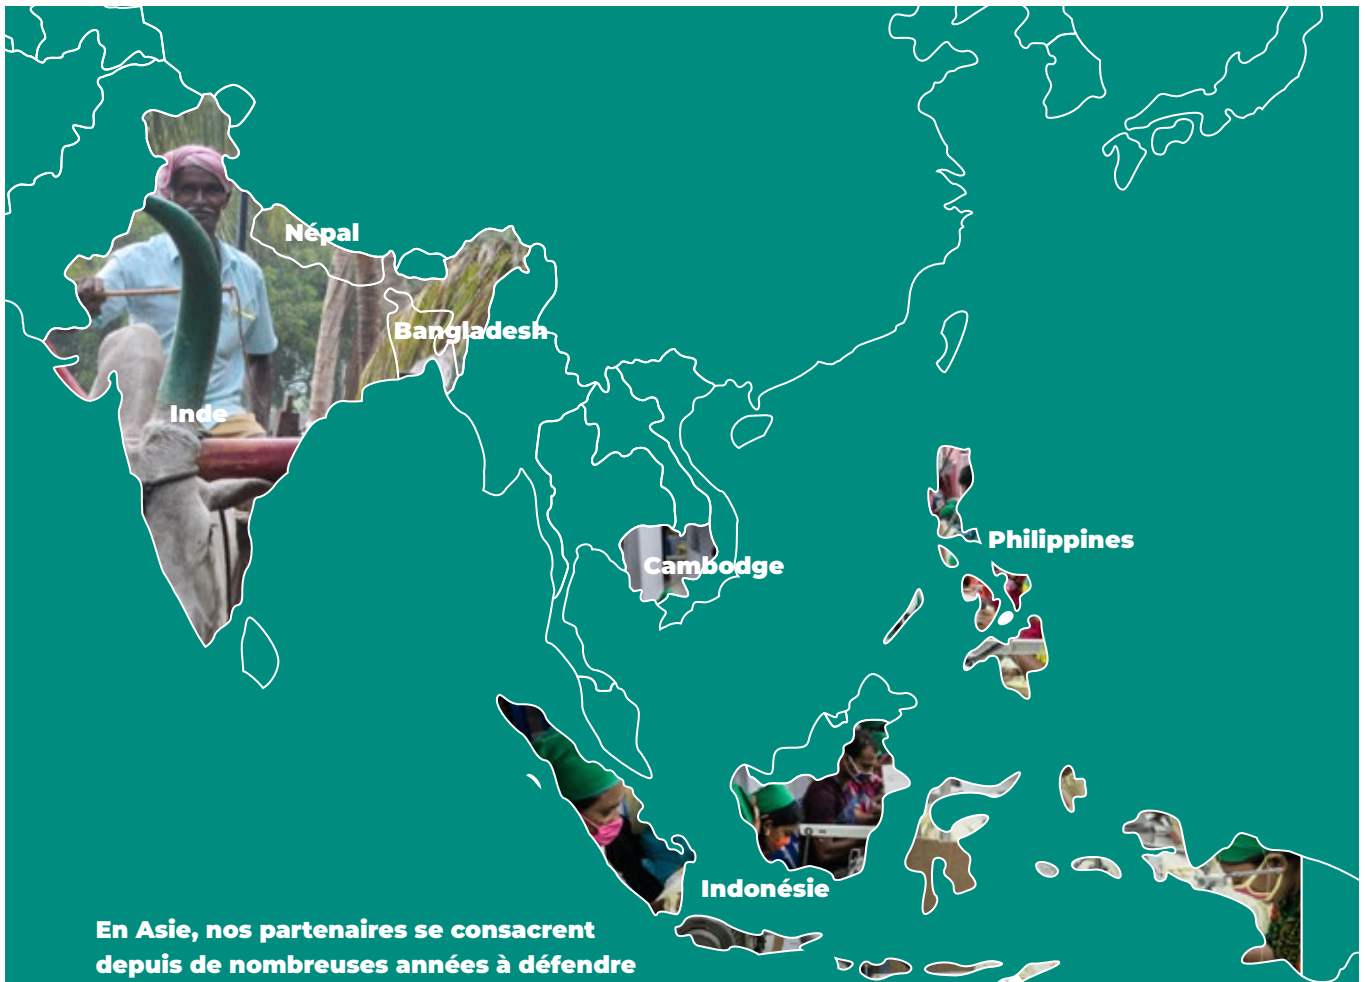 Népal
Bangladesh
Inde
Philippines
Cambodge
Indonésie
En Asie, nos partenaires se consacrent
depuis de nombreuses années à défendre